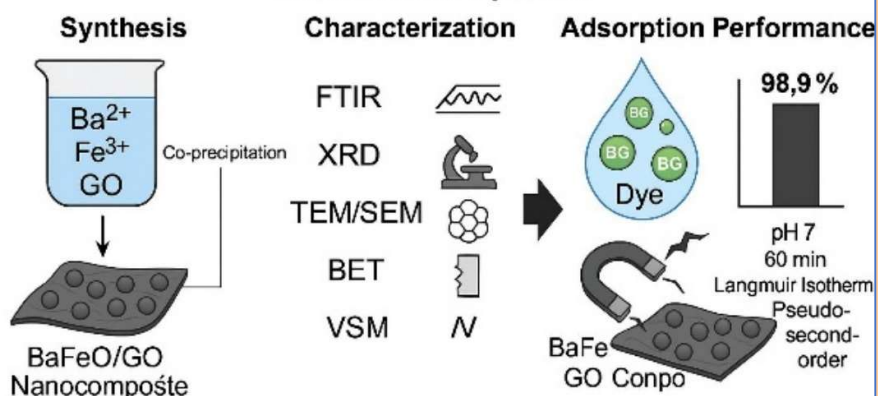 Synthesis
Ba2+
Fe3+
GO
Co-precipitation
BaFeO/GO
Nanocompośte
Characterization
FTIR
XRD
TEM/SEM
BET
VSM
N
Adsorption Performance
BG
BG
BG
Dye
98,9 %
pH 7
60 min
Langmuir Isotherm
Pseudo-
second-
order
BaFe
GO Conpo